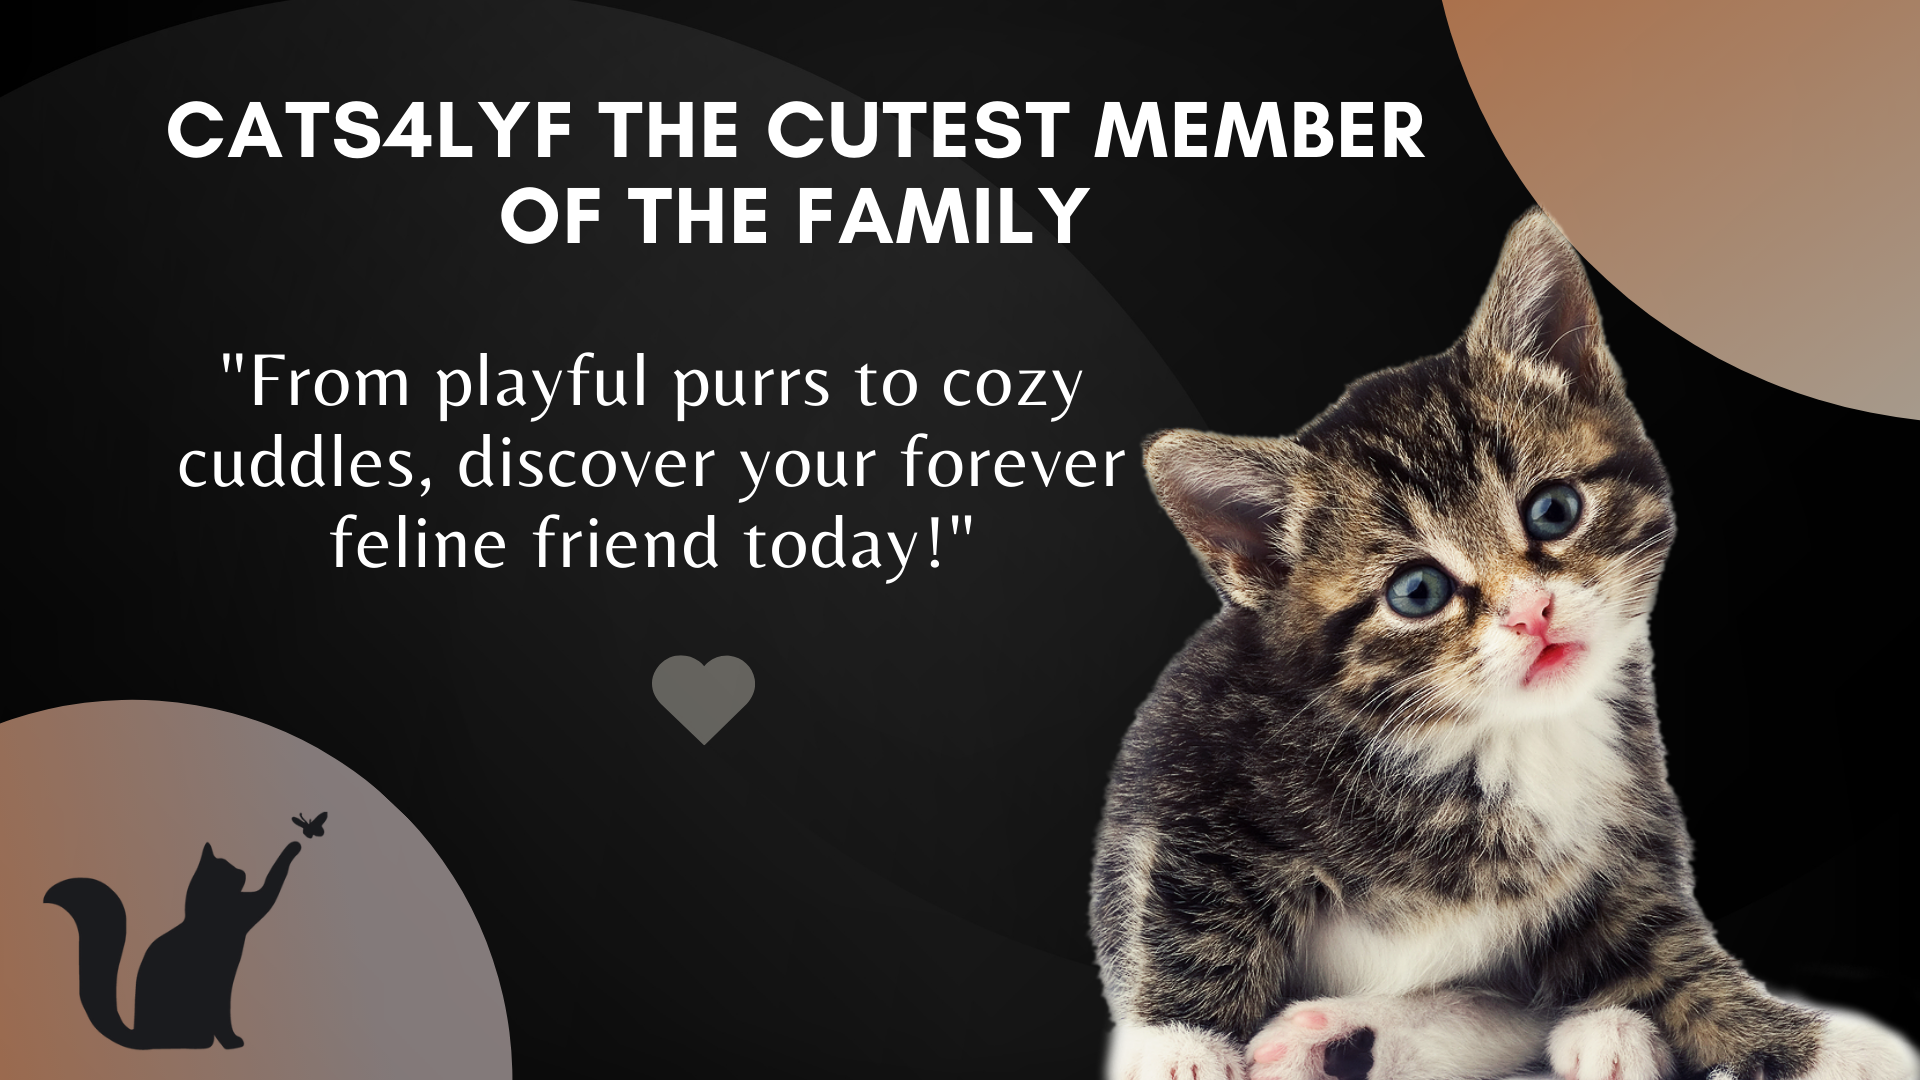 CATS4LYF THE CUTEST MEMBER
OF THE FAMILY
"From playful purrs to cozy
cuddles, discover your forever
feline friend today!"